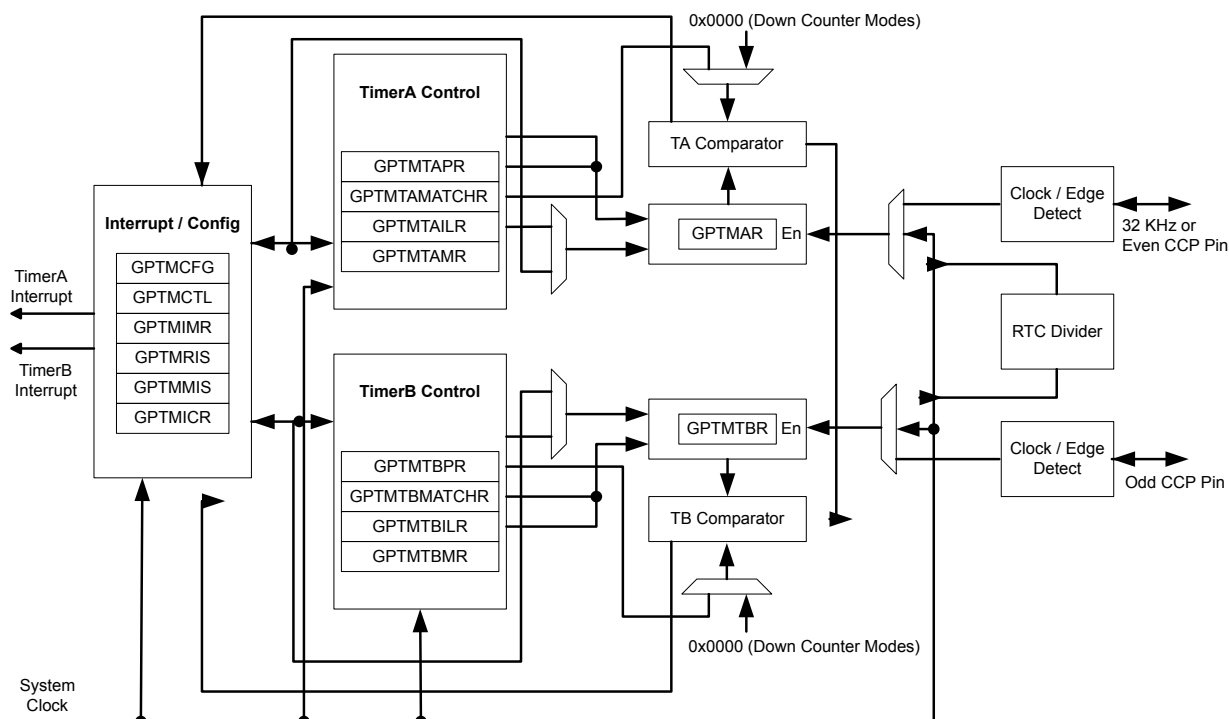 0x0000 (Down Counter Modes)
TimerA Control
GPTMTAPR
GPTMTAMATCHR
GPTMTAILR
GPTMTAMR
TA Comparator
GPTMAR
En
Clock / Edge
Detect
32 KHz or
Even CCP Pin
Interrupt / Config
GPTMCFG
GPTMCTL
GPTMIMR
GPTMRIS
GPTMMIS
GPTMICR
TimerA
Interrupt
TimerB
Interrupt
RTC Divider
TimerB Control
GPTMTBPR
GPTMTBMATCHR
GPTMTBILR
GPTMTBMR
GPTMTBR
En
TB Comparator
Clock / Edge
Detect
Odd CCP Pin
0x0000 (Down Counter Modes)
System
Clock